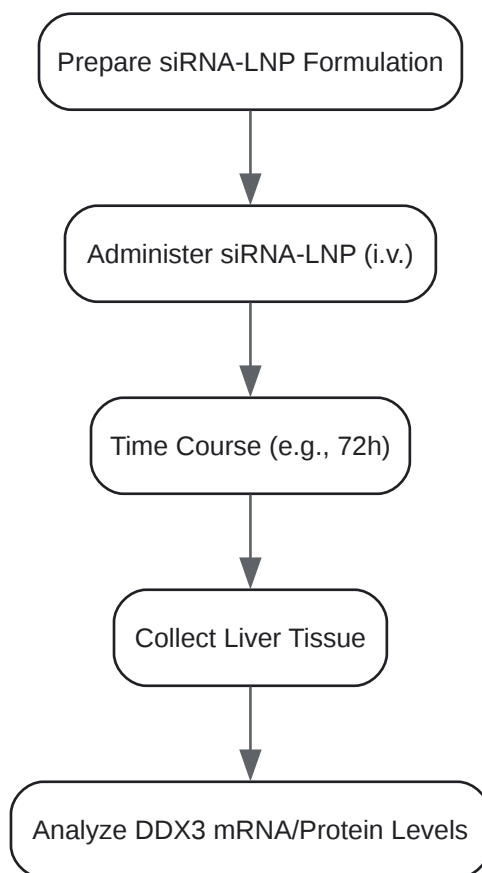 Prepare siRNA-LNP Formulation
Administer siRNA-LNP (i.v.)
Time Course (e.g., 72h)
Collect Liver Tissue
Analyze DDX3 mRNA/Protein Levels